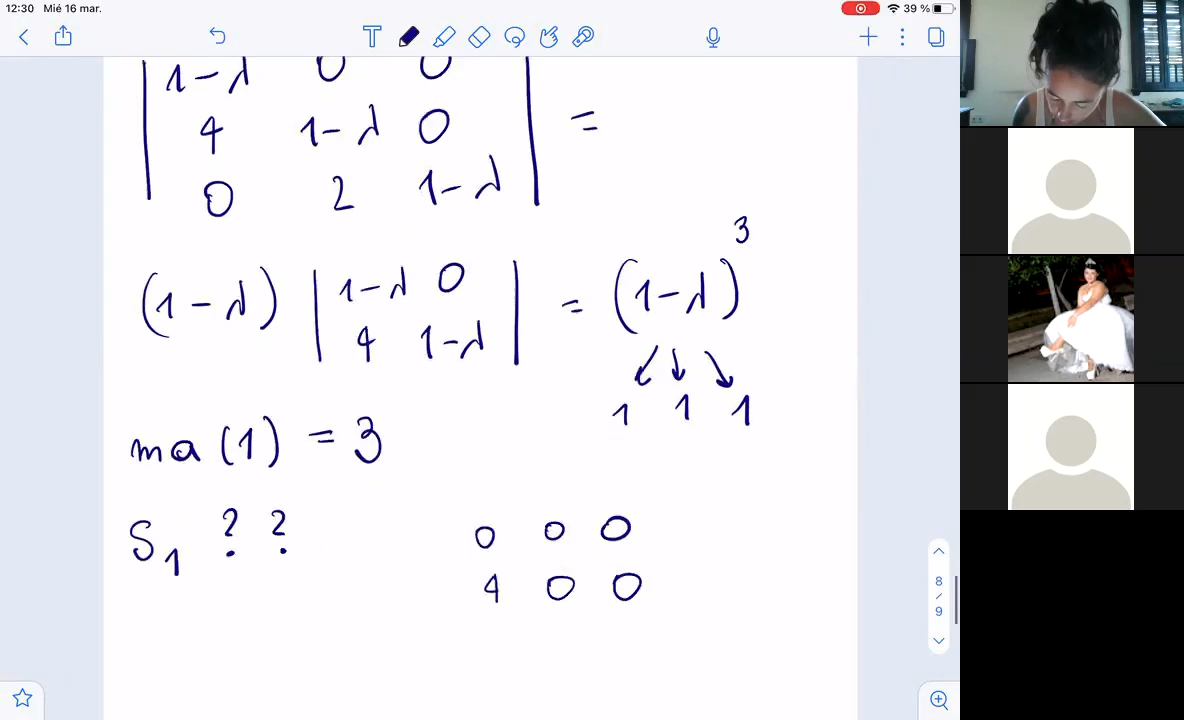 12:30 Mié 16 mar. 39 %
1-λ 0 0
4 1-λ 0 =
0 2 1-λ
(1-λ) | 1-λ 0 | = (1-λ)^3
4 1-λ
1 1 1
ma (1) = 3
S1 ? ? 0 0 0
4 0 0
8 / 9